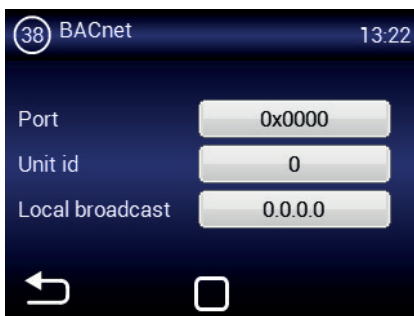 38 BACnet 13:22
Port 0x0000
Unit id 0
Local broadcast 0.0.0.0